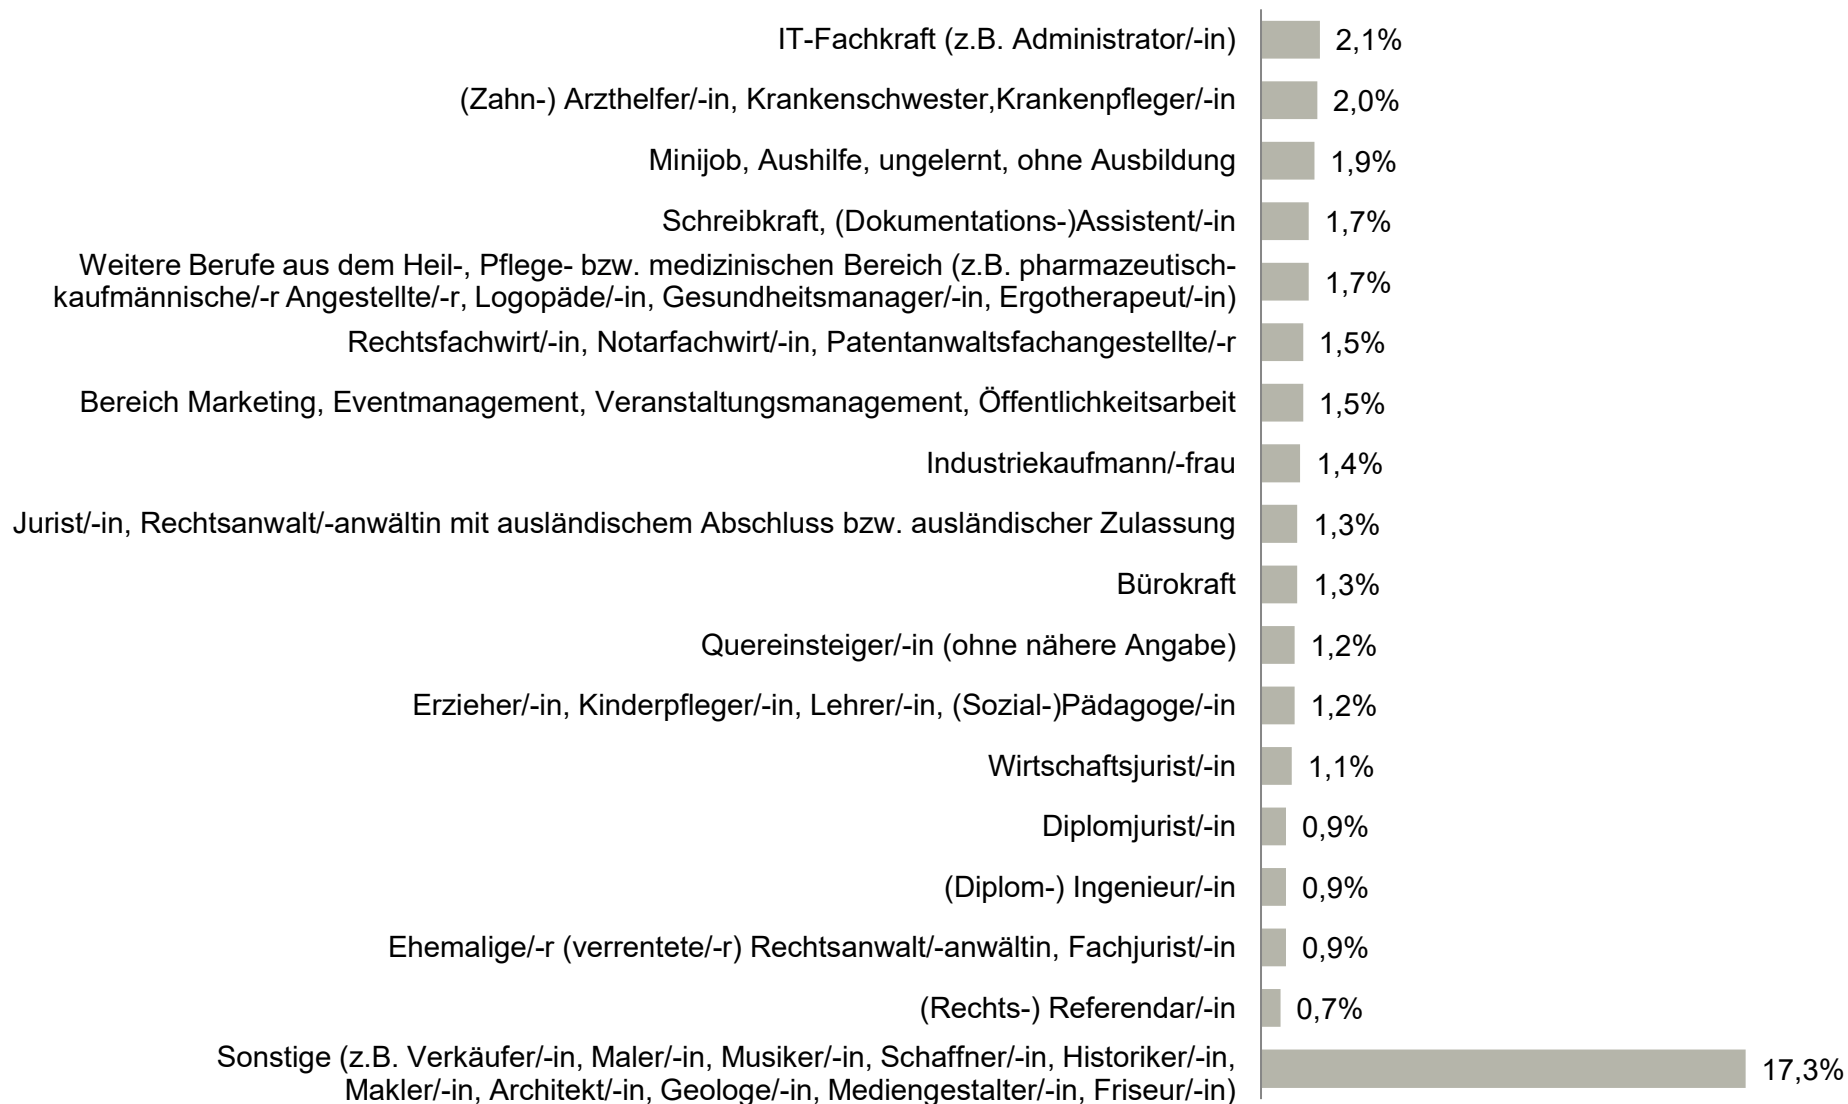 IT-Fachkraft (z.B. Administrator/-in) 2,1%
(Zahn-) Arzthelfer/-in, Krankenschwester,Krankenpfleger/-in 2,0%
Minijob, Aushilfe, ungelernt, ohne Ausbildung 1,9%
Schreibkraft, (Dokumentations-)Assistent/-in 1,7%
Weitere Berufe aus dem Heil-, Pflege- bzw. medizinischen Bereich (z.B. pharmazeutisch-
kaufmännische/-r Angestellte/-r, Logopäde/-in, Gesundheitsmanager/-in, Ergotherapeut/-in) 1,7%
Rechtsfachwirt/-in, Notarfachwirt/-in, Patentanwaltsfachangestellte/-r 1,5%
Bereich Marketing, Eventmanagement, Veranstaltungsmanagement, Öffentlichkeitsarbeit 1,5%
Industriekaufmann/-frau 1,4%
Jurist/-in, Rechtsanwalt/-anwältin mit ausländischem Abschluss bzw. ausländischer Zulassung 1,3%
Bürokraft 1,3%
Quereinsteiger/-in (ohne nähere Angabe) 1,2%
Erzieher/-in, Kinderpfleger/-in, Lehrer/-in, (Sozial-)Pädagoge/-in 1,2%
Wirtschaftsjurist/-in 1,1%
Diplomjurist/-in 0,9%
(Diplom-) Ingenieur/-in 0,9%
Ehemalige/-r (verrentete/-r) Rechtsanwalt/-anwältin, Fachjurist/-in 0,9%
(Rechts-) Referendar/-in 0,7%
Sonstige (z.B. Verkäufer/-in, Maler/-in, Musiker/-in, Schaffner/-in, Historiker/-in,
Makler/-in, Architekt/-in, Geologe/-in, Mediengestalter/-in, Friseur/-in) 17,3%